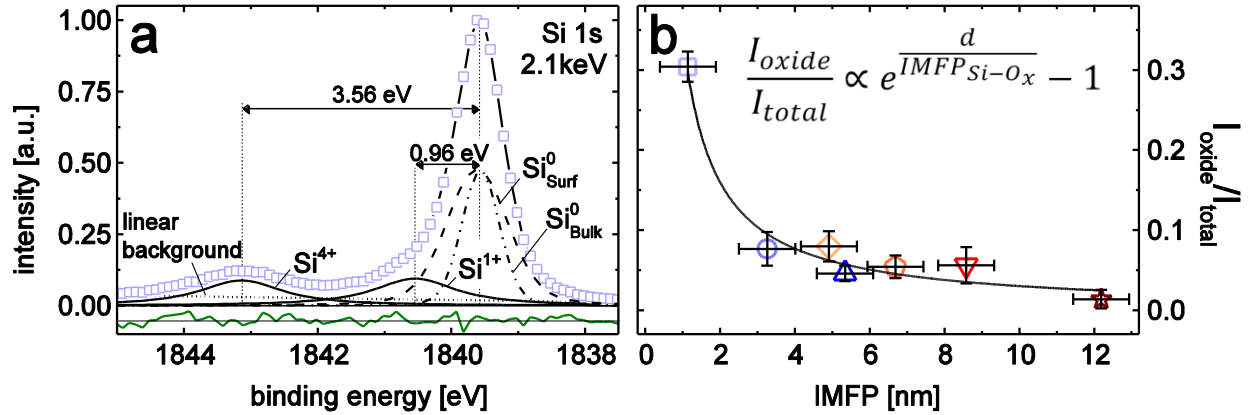 a
Si 1s
2.1keV
3.56 eV
0.96 eV
Si⁰Surf
Si⁰Bulk
linear
background
Si⁴⁺
Si¹⁺
1.00
0.75
0.50
0.25
0.00
intensity [a.u.]
1844 1842 1840 1838
binding energy [eV]
b
I_oxide / I_total ∝ e^(d / IMFP_Si−Ox) − 1
0.3
0.2
0.1
0.0
I_oxide/I_total
0 2 4 6 8 10 12
IMFP [nm]